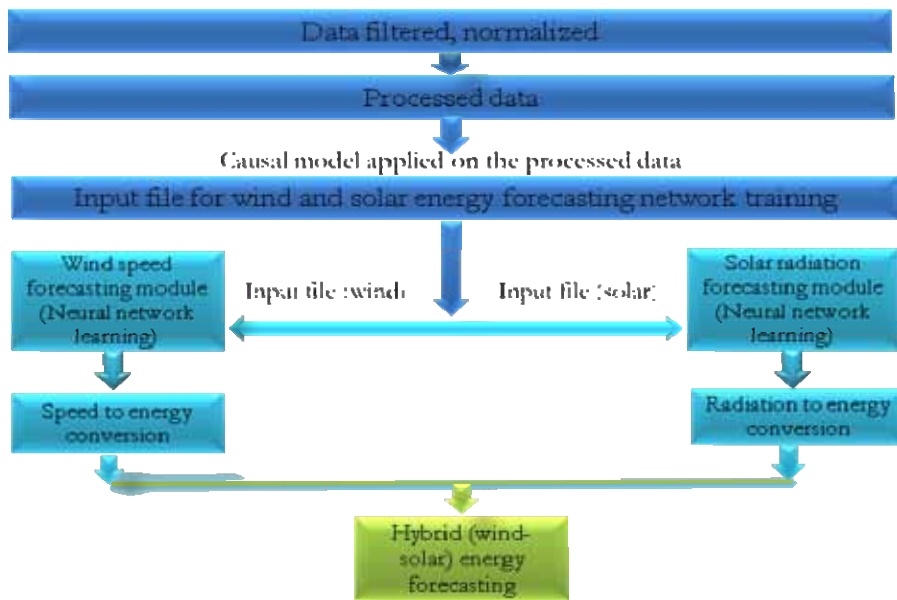 Data filtered, normalized
Processed data
Causal model applied on the processed data
Input file for wind and solar energy forecasting network training
Wind speed
forecasting module
(Neural network
learning)
Input file (wind)
Input file (solar)
Solar radiation
forecasting module
(Neural network
learning)
Speed to energy
conversion
Radiation to energy
conversion
Hybrid (wind-
solar) energy
forecasting